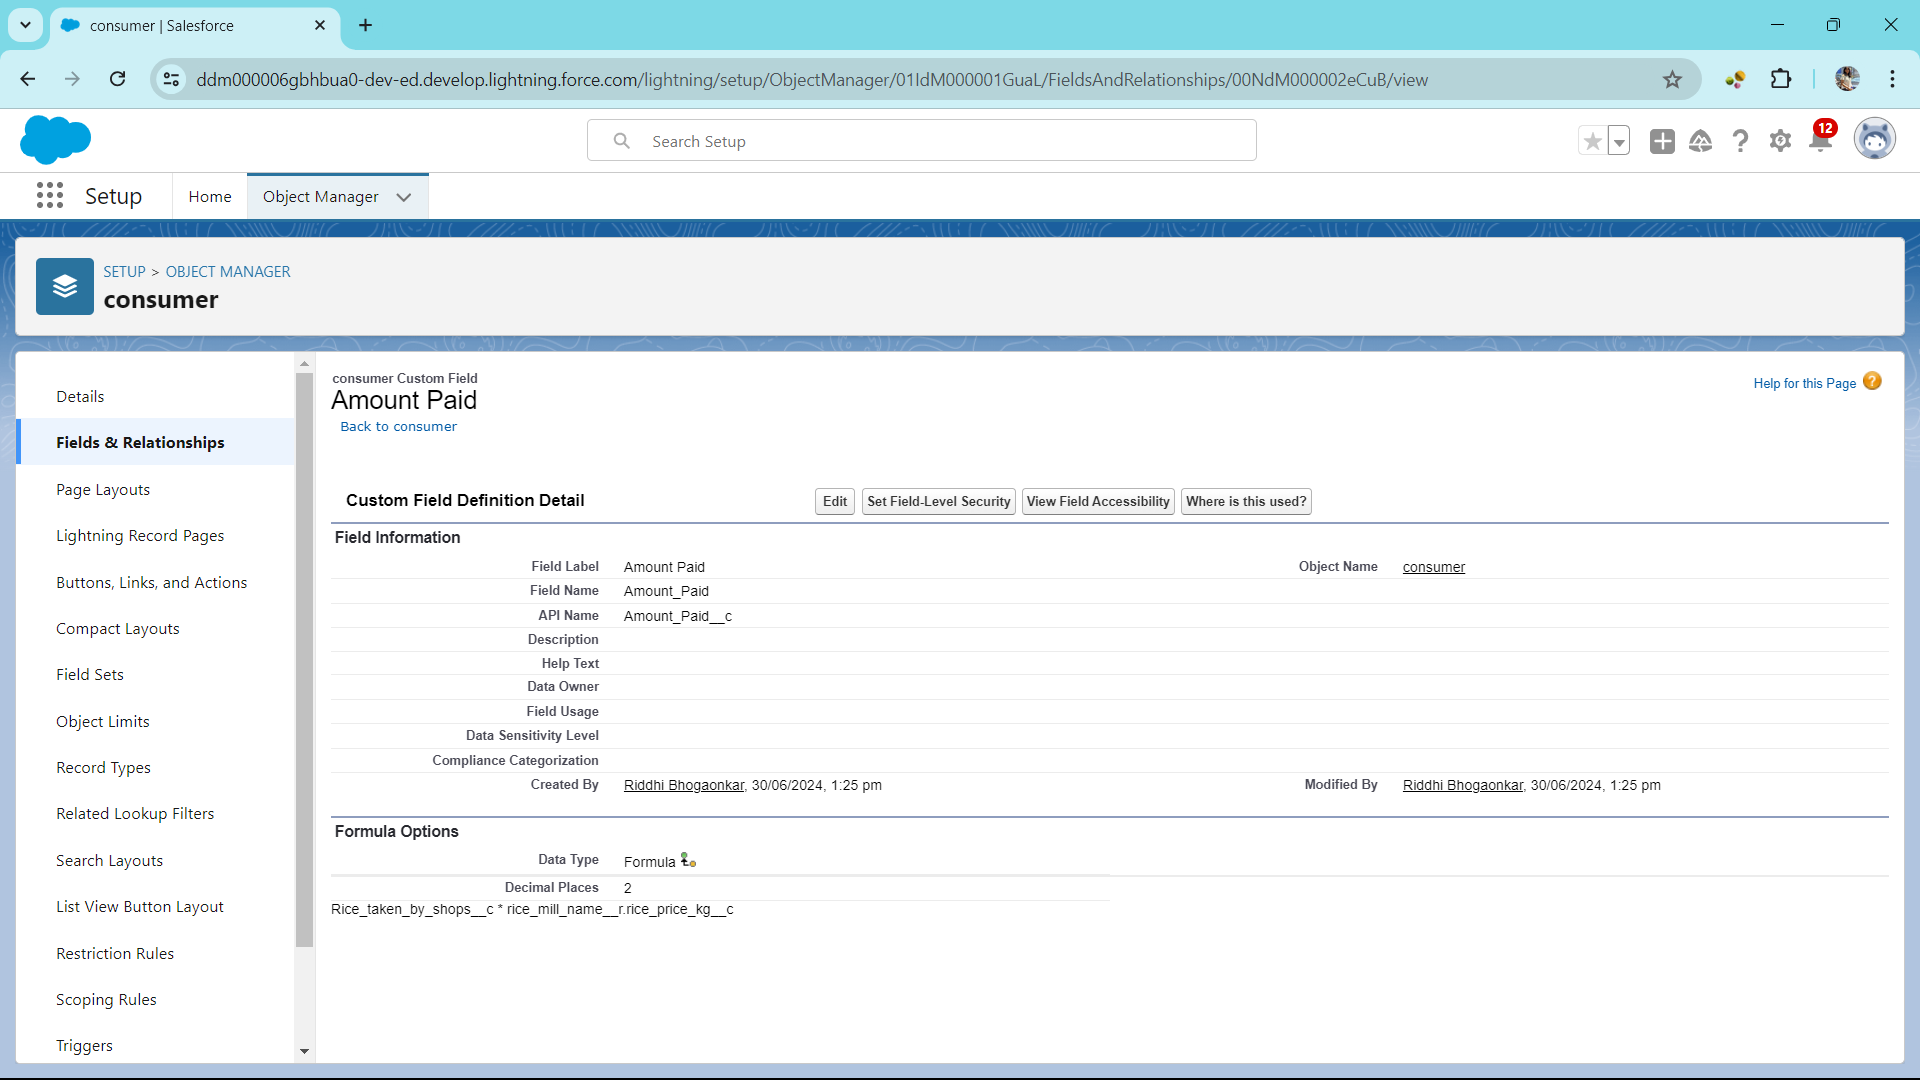 consumer | Salesforce
ddm000006gbhbua0-dev-ed.develop.lightning.force.com/lightning/setup/ObjectManager/01IdM000001GuaL/FieldsAndRelationships/00NdM000002eCuB/view
Search Setup
12
Setup
Home
Object Manager
SETUP > OBJECT MANAGER
consumer
Details
Fields & Relationships
Page Layouts
Lightning Record Pages
Buttons, Links, and Actions
Compact Layouts
Field Sets
Object Limits
Record Types
Related Lookup Filters
Search Layouts
List View Button Layout
Restriction Rules
Scoping Rules
Triggers
consumer Custom Field
Amount Paid
Back to consumer
Help for this Page
Custom Field Definition Detail
Edit
Set Field-Level Security
View Field Accessibility
Where is this used?
Field Information
Field Label Amount Paid
Object Name consumer
Field Name Amount_Paid
API Name Amount_Paid__c
Description
Help Text
Data Owner
Field Usage
Data Sensitivity Level
Compliance Categorization
Created By Riddhi Bhogaonkar, 30/06/2024, 1:25 pm
Modified By Riddhi Bhogaonkar, 30/06/2024, 1:25 pm
Formula Options
Data Type Formula
Decimal Places 2
Rice_taken_by_shops__c * rice_mill_name__r.rice_price_kg__c